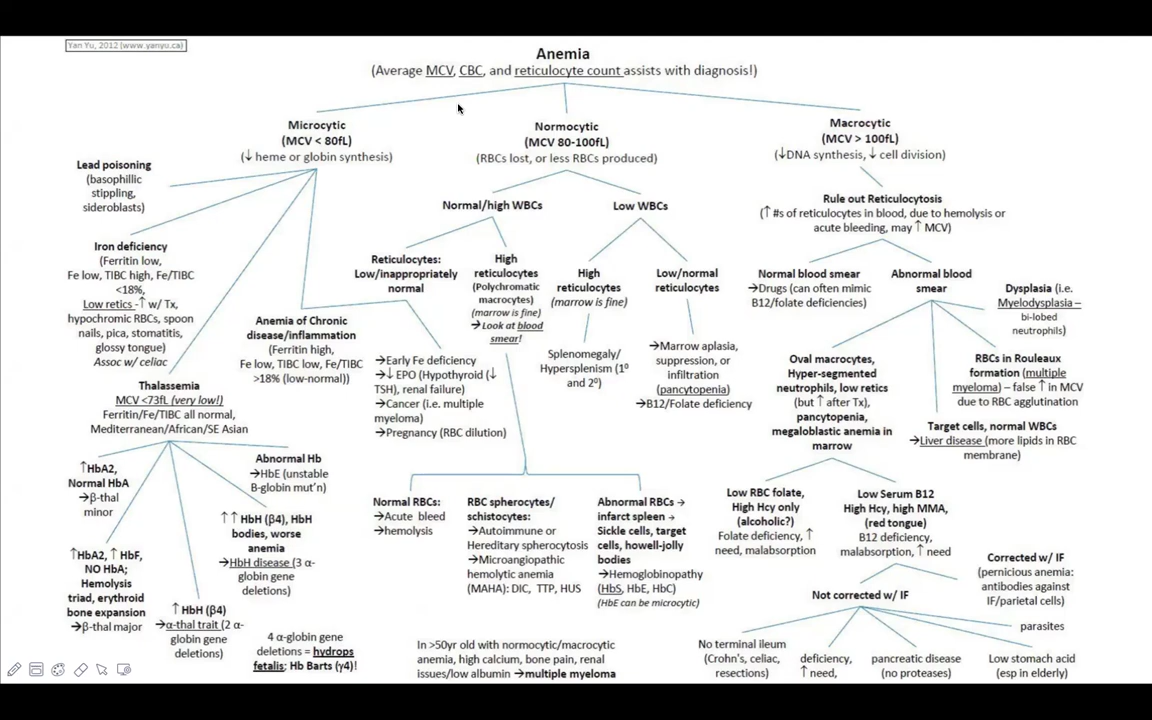 Yan Yu, 2012 (www.yanyu.ca)
Anemia
(Average MCV, CBC, and reticulocyte count assists with diagnosis!)
Microcytic
(MCV < 80fL)
(↓ heme or globin synthesis)
Normocytic
(MCV 80-100fL)
(RBCs lost, or less RBCs produced)
Macrocytic
(MCV > 100fL)
(↓DNA synthesis, ↓ cell division)
Lead poisoning
(basophillic
stippling,
sideroblasts)
Iron deficiency
(Ferritin low,
Fe low, TIBC high, Fe/TIBC
<18%,
Low retics -↑ w/ Tx,
hypochromic RBCs, spoon
nails, pica, stomatitis,
glossy tongue)
Assoc w/ celiac
Anemia of Chronic
disease/inflammation
(Ferritin high,
Fe low, TIBC low, Fe/TIBC
>18% (low-normal))
Thalassemia
MCV <73fL (very low!)
Ferritin/Fe/TIBC all normal,
Mediterranean/African/SE Asian
↑HbA2,
Normal HbA
→β-thal
minor
Abnormal Hb
→HbE (unstable
B-globin mut'n)
↑↑HbH (β4), HbH
bodies, worse
anemia
→HbH disease (3 α-
globin gene
deletions)
↑HbA2, ↑ HbF,
NO HbA;
Hemolysis
triad, erythroid
bone expansion
→β-thal major
↑HbH (β4)
→α-thal trait (2 α-
globin gene
deletions)
4 α-globin gene
deletions = hydrops
fetalis; Hb Barts (γ4)!
Normal/high WBCs
Low WBCs
Reticulocytes:
Low/inappropriately
normal
High
reticulocytes
(Polychromatic
macrocytes)
(marrow is fine)
→Look at blood
smear!
High
reticulocytes
(marrow is fine)
Low/normal
reticulocytes
→Early Fe deficiency
→↓ EPO (Hypothyroid (↓
TSH), renal failure)
→Cancer (i.e. multiple
myeloma)
→Pregnancy (RBC dilution)
Splenomegaly/
Hypersplenism (1⁰
and 2⁰)
→Marrow aplasia,
suppression, or
infiltration
(pancytopenia)
→B12/Folate deficiency
Normal RBCs:
→Acute bleed
→hemolysis
RBC spherocytes/
schistocytes:
→Autoimmune or
Hereditary spherocytosis
→Microangiopathic
hemolytic anemia
(MAHA): DIC, TTP, HUS
Abnormal RBCs →
infarct spleen →
Sickle cells, target
cells, howell-jolly
bodies
→Hemoglobinopathy
(HbS, HbE, HbC)
(HbE can be microcytic)
In >50yr old with normocytic/macrocytic
anemia, high calcium, bone pain, renal
issues/low albumin →multiple myeloma
Rule out Reticulocytosis
(↑ #s of reticulocytes in blood, due to hemolysis or
acute bleeding, may ↑ MCV)
Normal blood smear
→Drugs (can often mimic
B12/folate deficiencies)
Abnormal blood
smear
Dysplasia (i.e.
Myelodysplasia –
bi-lobed
neutrophils)
Oval macrocytes,
Hyper-segmented
neutrophils, low retics
(but ↑ after Tx),
pancytopenia,
megaloblastic anemia in
marrow
RBCs in Rouleaux
formation (multiple
myeloma) – false ↑ in MCV
due to RBC agglutination
Target cells, normal WBCs
→Liver disease (more lipids in RBC
membrane)
Low RBC folate,
High Hcy only
(alcoholic?)
Folate deficiency, ↑
need, malabsorption
Low Serum B12
High Hcy, high MMA,
(red tongue)
B12 deficiency,
malabsorption, ↑ need
Corrected w/ IF
(pernicious anemia:
antibodies against
IF/parietal cells)
Not corrected w/ IF
parasites
No terminal ileum
(Crohn's, celiac,
resections)
deficiency,
↑need,
pancreatic disease
(no proteases)
Low stomach acid
(esp in elderly)